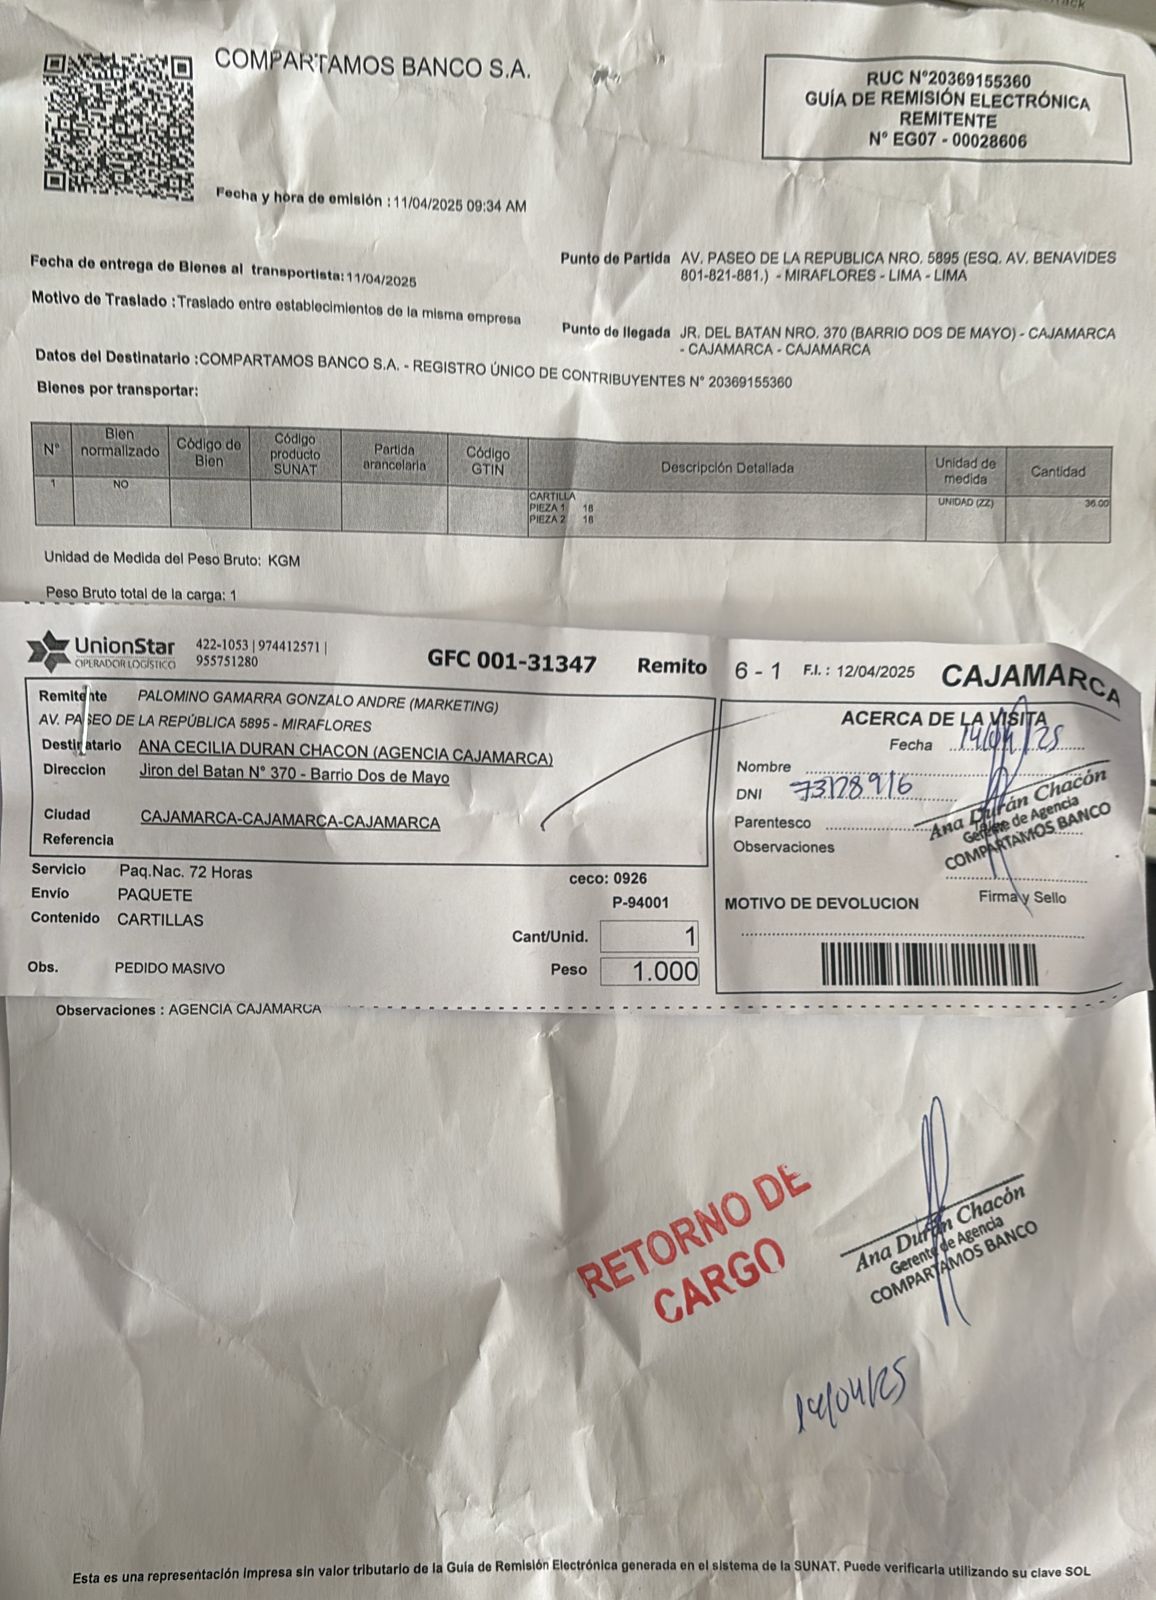 COMPARTAMOS BANCO S.A.
RUC N°20369155360
GUÍA DE REMISIÓN ELECTRÓNICA
REMITENTE
N° EG07 - 00028606
Fecha y hora de emisión : 11/04/2025 09:34 AM
Fecha de entrega de Bienes al transportista: 11/04/2025
Motivo de Traslado : Traslado entre establecimientos de la misma empresa
Punto de Partida AV. PASEO DE LA REPUBLICA NRO. 5895 (ESQ. AV. BENAVIDES
801-821-881.) - MIRAFLORES - LIMA - LIMA
Punto de llegada JR. DEL BATAN NRO. 370 (BARRIO DOS DE MAYO) - CAJAMARCA
- CAJAMARCA - CAJAMARCA
Datos del Destinatario : COMPARTAMOS BANCO S.A. - REGISTRO ÚNICO DE CONTRIBUYENTES N° 20369155360
Bienes por transportar:
N° Bien normalizado Código de Bien Código producto SUNAT Partida arancelaria Código GTIN Descripción Detallada Unidad de medida Cantidad
1 NO CARTILLA UNIDAD (ZZ) 36.00
PIEZA 1 18
PIEZA 2 18
Unidad de Medida del Peso Bruto: KGM
Peso Bruto total de la carga: 1
UnionStar
OPERADOR LOGÍSTICO
422-1053 | 974412571 |
955751280
GFC 001-31347 Remito 6 - 1 F.I. : 12/04/2025 CAJAMARCA
Remitente PALOMINO GAMARRA GONZALO ANDRE (MARKETING)
AV. PASEO DE LA REPÚBLICA 5895 - MIRAFLORES
Destinatario ANA CECILIA DURAN CHACON (AGENCIA CAJAMARCA)
Direccion Jiron del Batan N° 370 - Barrio Dos de Mayo
Ciudad CAJAMARCA-CAJAMARCA-CAJAMARCA
Referencia
Servicio Paq.Nac. 72 Horas
Envío PAQUETE
Contenido CARTILLAS
Obs. PEDIDO MASIVO
ceco: 0926
P-94001
Cant/Unid. 1
Peso 1.000
ACERCA DE LA VISITA
Fecha 14/04/25
Nombre
DNI 73128916
Parentesco
Observaciones
Ana Durán Chacón
Gerente de Agencia
COMPARTAMOS BANCO
Firma y Sello
MOTIVO DE DEVOLUCION
Observaciones : AGENCIA CAJAMARCA
RETORNO DE
CARGO
Ana Durán Chacón
Gerente de Agencia
COMPARTAMOS BANCO
14/04/25
Esta es una representación impresa sin valor tributario de la Guía de Remisión Electrónica generada en el sistema de la SUNAT. Puede verificarla utilizando su clave SOL